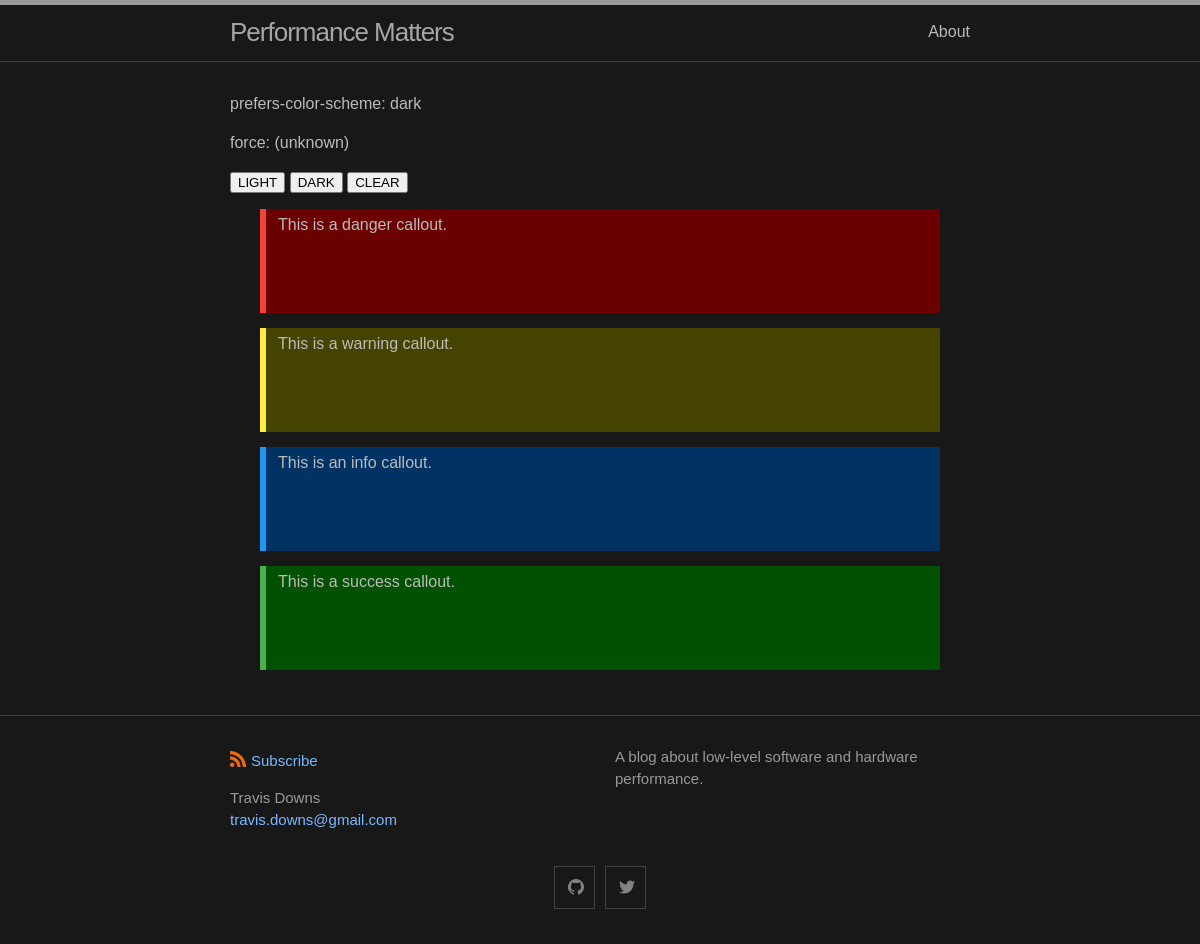 Performance Matters
About
prefers-color-scheme: dark
force: (unknown)
LIGHT DARK CLEAR
This is a danger callout.
This is a warning callout.
This is an info callout.
This is a success callout.
Subscribe
Travis Downs
travis.downs@gmail.com
A blog about low-level software and hardware
performance.